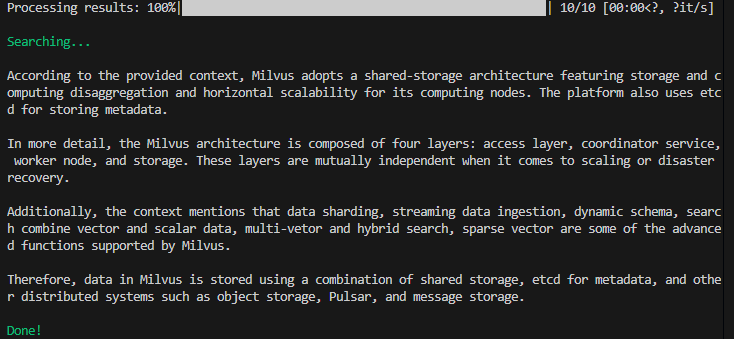 Processing results: 100%| | 10/10 [00:00<?, ?it/s]
Searching...
According to the provided context, Milvus adopts a shared-storage architecture featuring storage and c
omputing disaggregation and horizontal scalability for its computing nodes. The platform also uses etc
d for storing metadata.
In more detail, the Milvus architecture is composed of four layers: access layer, coordinator service,
 worker node, and storage. These layers are mutually independent when it comes to scaling or disaster
recovery.
Additionally, the context mentions that data sharding, streaming data ingestion, dynamic schema, searc
h combine vector and scalar data, multi-vetor and hybrid search, sparse vector are some of the advance
d functions supported by Milvus.
Therefore, data in Milvus is stored using a combination of shared storage, etcd for metadata, and othe
r distributed systems such as object storage, Pulsar, and message storage.
Done!